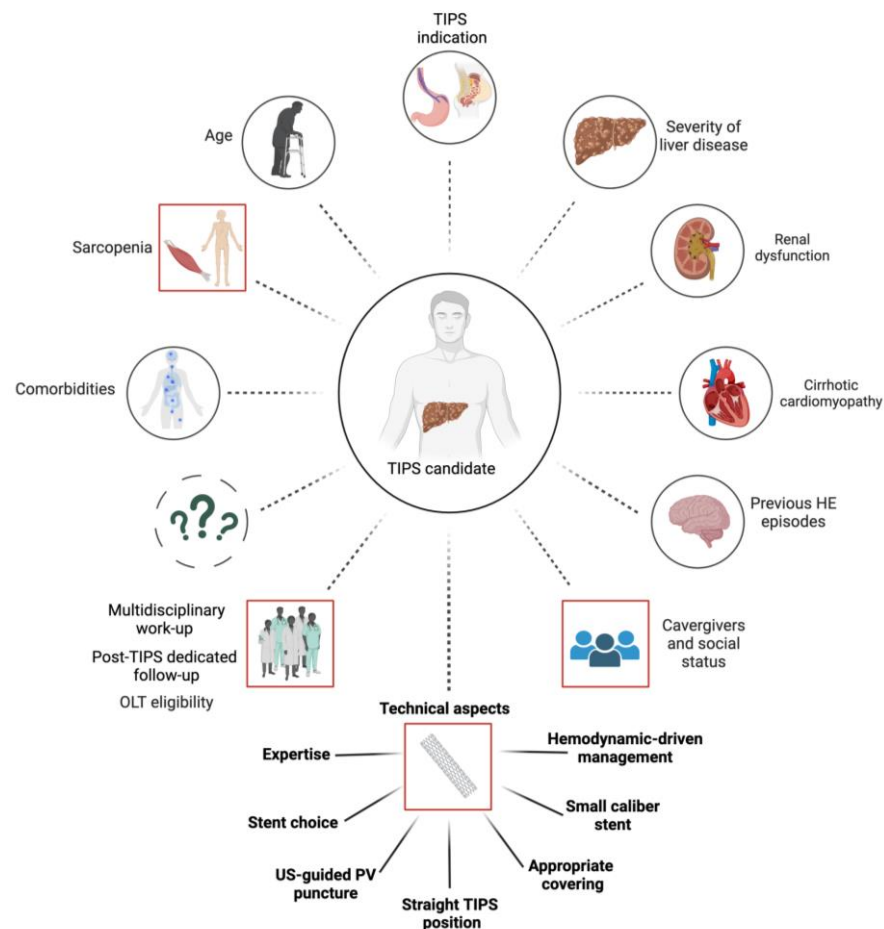 TIPS
indication
Age
Severity of
liver disease
Sarcopenia
Renal
dysfunction
Comorbidities
Cirrhotic
cardiomyopathy
TIPS candidate
???
Previous HE
episodes
Multidisciplinary
work-up
Post-TIPS dedicated
follow-up
OLT eligibility
Cavergivers
and social
status
Technical aspects
Expertise
Hemodynamic-driven
management
Stent choice
Small caliber
stent
US-guided PV
puncture
Appropriate
covering
Straight TIPS
position